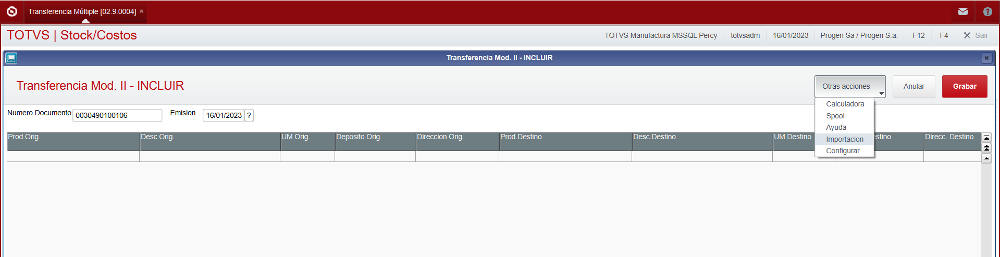 Transferencia Múltiple [02.9.0004] ×
TOTVS | Stock/Costos
TOTVS Manufactura MSSQL Percy totvsadm 16/01/2023 Progen Sa / Progen S.a. F12 F4 Sair
Transferencia Mod. II - INCLUIR
Transferencia Mod. II - INCLUIR
Otras acciones Anular Grabar
Calculadora
Spool
Ayuda
Importacion
Configurar
Numero Documento 0030490100106 Emision 16/01/2023 ?
Prod.Orig. Desc.Orig. UM Orig. Deposito Orig. Direccion Orig. Prod.Destino Desc.Destino UM Destino stino Direcc. Destino